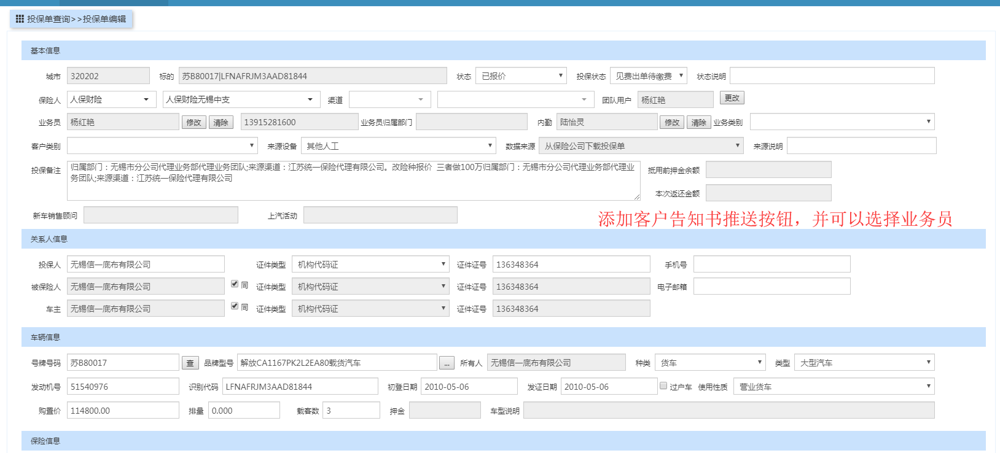 投保单查询>>投保单编辑
基本信息
城市 320202 标的 苏B80017|LFNAFRJM3AAD81844 状态 已报价 投保状态 见费出单待缴费 状态说明
保险人 人保财险 人保财险无锡中支 渠道 团队用户 杨红艳 更改
业务员 杨红艳 修改 清除 13915281600 业务员归属部门 内勤 陆怡灵 修改 清除 业务类别
客户类别 来源设备 其他人工 数据来源 从保险公司下载投保单 来源说明
投保备注 归属部门：无锡市分公司代理业务部代理业务团队;来源渠道：江苏统一保险代理有限公司。改险种报价 三者做100万归属部门：无锡市分公司代理业务部代理业 抵用前押金余额
务团队;来源渠道：江苏统一保险代理有限公司
本次返还金额
新车销售顾问 上汽活动
添加客户告知书推送按钮，并可以选择业务员
关系人信息
投保人 无锡信一底布有限公司 证件类型 机构代码证 证件证号 136348364 手机号
被保险人 无锡信一底布有限公司 同 证件类型 机构代码证 证件证号 136348364 电子邮箱
车主 无锡信一底布有限公司 同 证件类型 机构代码证 证件证号 136348364
车辆信息
号牌号码 苏B80017 查 品牌型号 解放CA1167PK2L2EA80载货汽车 ... 所有人 无锡信一底布有限公司 种类 货车 类型 大型汽车
发动机号 51540976 识别代码 LFNAFRJM3AAD81844 初登日期 2010-05-06 发证日期 2010-05-06 过户车 使用性质 营业货车
购置价 114800.00 排量 0.000 载客数 3 押金 车型说明
保险信息